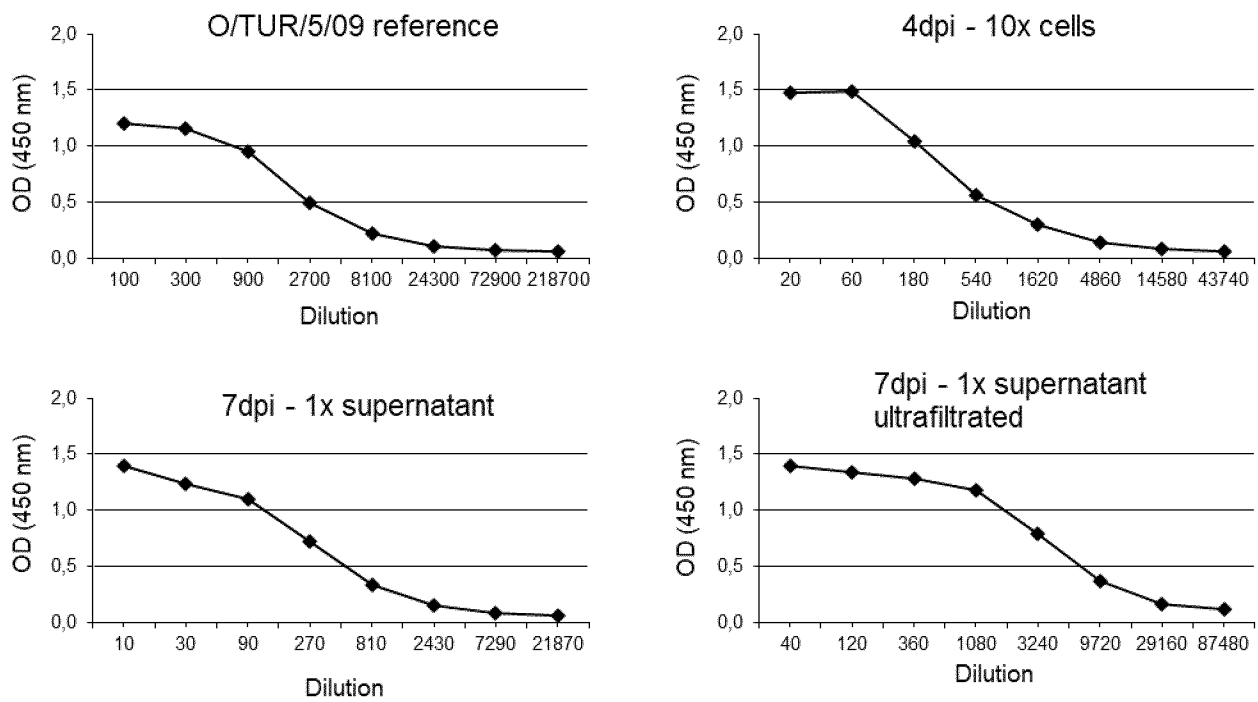 O/TUR/5/09 reference
2,0
1,5
1,0
0,5
0,0
OD (450 nm)
100 300 900 2700 8100 24300 72900 218700
Dilution
4dpi - 10x cells
2,0
1,5
1,0
0,5
0,0
OD (450 nm)
20 60 180 540 1620 4860 14580 43740
Dilution
7dpi - 1x supernatant
2,0
1,5
1,0
0,5
0,0
OD (450 nm)
10 30 90 270 810 2430 7290 21870
Dilution
7dpi - 1x supernatant
ultrafiltrated
2,0
1,5
1,0
0,5
0,0
OD (450 nm)
40 120 360 1080 3240 9720 29160 87480
Dilution